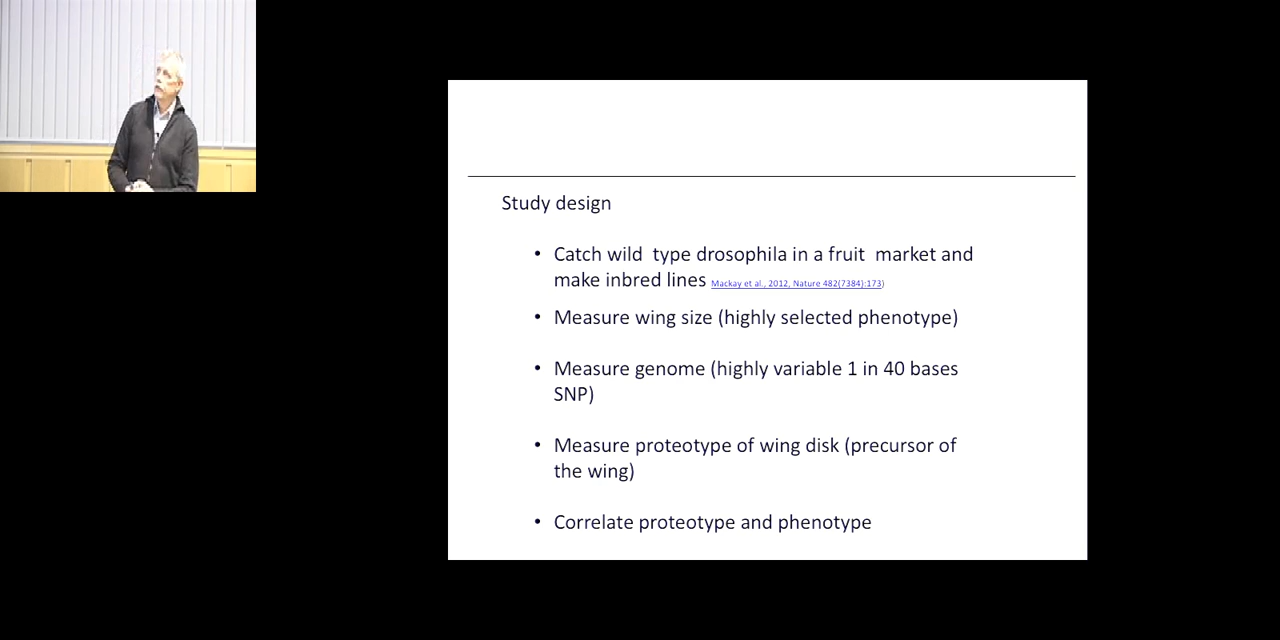 Study design
• Catch wild  type drosophila in a fruit  market and
make inbred lines Mackay et al., 2012, Nature 482(7384):173)
• Measure wing size (highly selected phenotype)
• Measure genome (highly variable 1 in 40 bases
SNP)
• Measure proteotype of wing disk (precursor of
the wing)
• Correlate proteotype and phenotype